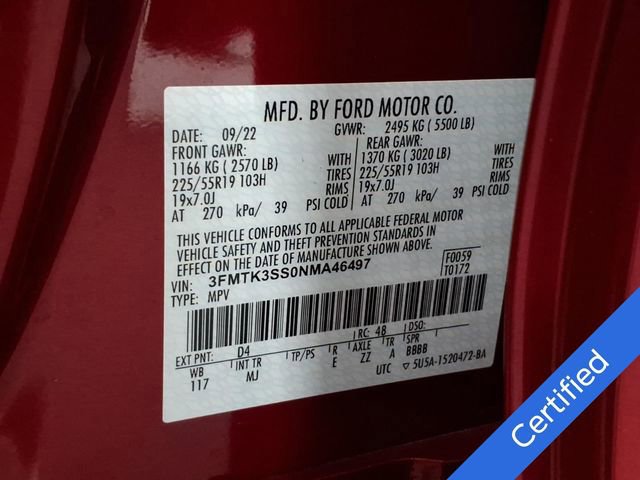 MFD. BY FORD MOTOR CO.
DATE: 09/22 GVWR: 2495 KG ( 5500 LB)
FRONT GAWR: REAR GAWR:
1166 KG ( 2570 LB) WITH 1370 KG ( 3020 LB) WITH
225/55R19 103H TIRES 225/55R19 103H TIRES
19x7.0J RIMS 19x7.0J RIMS
AT 270 kPa/ 39 PSI COLD AT 270 kPa/ 39 PSI COLD
THIS VEHICLE CONFORMS TO ALL APPLICABLE FEDERAL MOTOR
VEHICLE SAFETY AND THEFT PREVENTION STANDARDS IN
EFFECT ON THE DATE OF MANUFACTURE SHOWN ABOVE.
VIN: 3FMTK3SS0NMA46497 F0059
TYPE: MPV T0172
RC: 48 DSO:
EXT PNT: D4
WB INT TR TP/PS R AXLE TR SPR
117 MJ E ZZ A BBBB
UTC ▽ 5U5A-1520472-BA
Certified